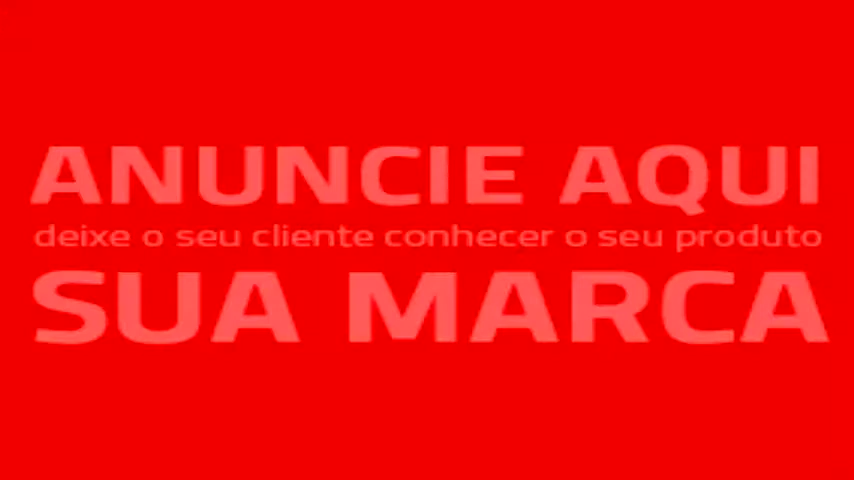 ANUNCIE AQUI
deixe o seu cliente conhecer o seu produto
SUA MARCA